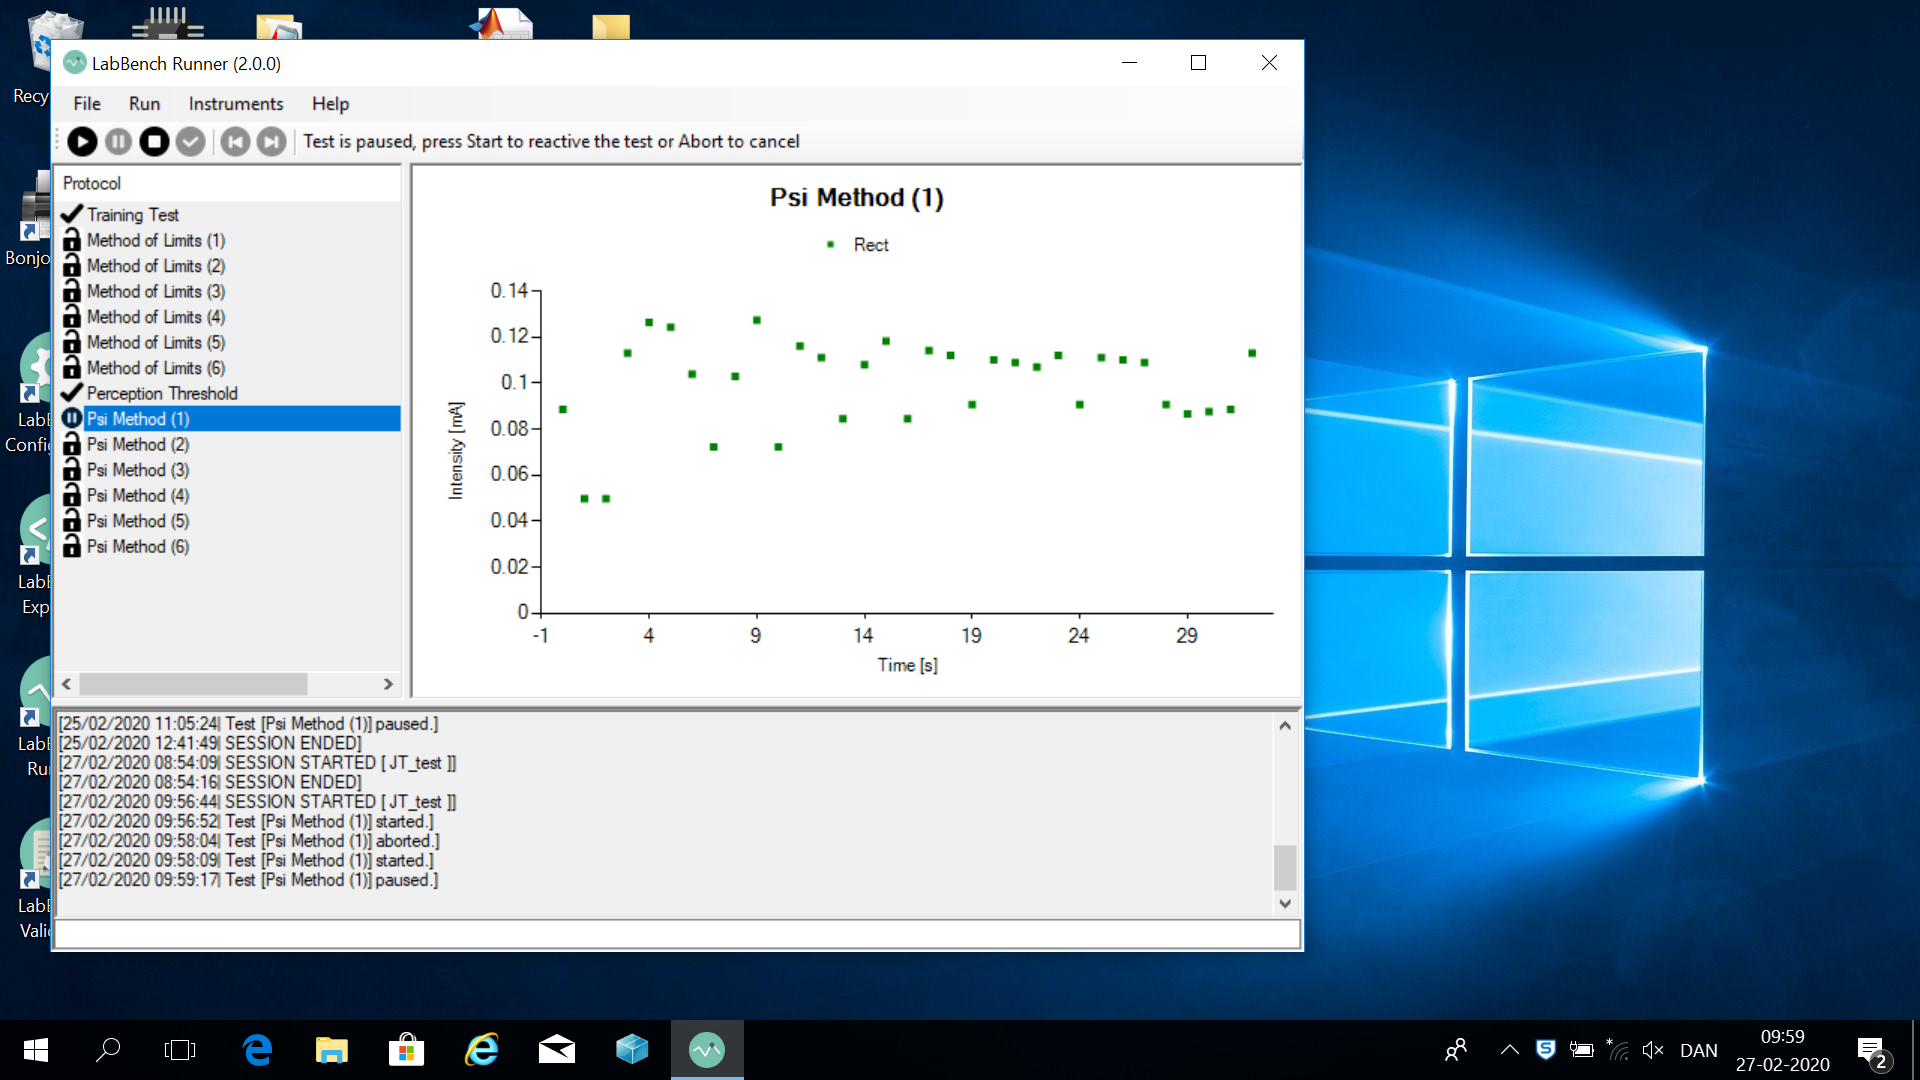 Recy
Bonjo
Lab
Config
LabE
Exp
LabB
Ru
LabB
Valid
LabBench Runner (2.0.0)
File Run Instruments Help
Test is paused, press Start to reactive the test or Abort to cancel
Protocol
Training Test
Method of Limits (1)
Method of Limits (2)
Method of Limits (3)
Method of Limits (4)
Method of Limits (5)
Method of Limits (6)
Perception Threshold
Psi Method (1)
Psi Method (2)
Psi Method (3)
Psi Method (4)
Psi Method (5)
Psi Method (6)
Psi Method (1)
Rect
Intensity [mA]
0.14
0.12
0.1
0.08
0.06
0.04
0.02
0
-1 4 9 14 19 24 29
Time [s]
[25/02/2020 11:05:24| Test [Psi Method (1)] paused.]
[25/02/2020 12:41:49| SESSION ENDED]
[27/02/2020 08:54:09| SESSION STARTED [ JT_test ]]
[27/02/2020 08:54:16| SESSION ENDED]
[27/02/2020 09:56:44| SESSION STARTED [ JT_test ]]
[27/02/2020 09:56:52| Test [Psi Method (1)] started.]
[27/02/2020 09:58:04| Test [Psi Method (1)] aborted.]
[27/02/2020 09:58:09| Test [Psi Method (1)] started.]
[27/02/2020 09:59:17| Test [Psi Method (1)] paused.]
DAN
09:59
27-02-2020
2